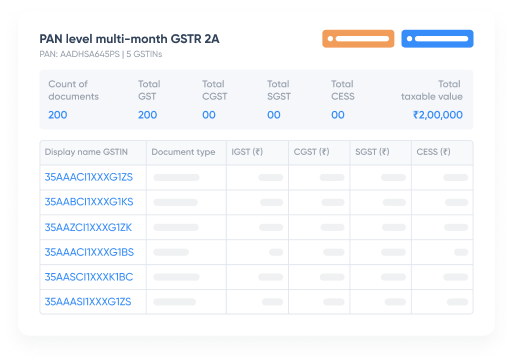 PAN level multi-month GSTR 2A
PAN: AADHSA645PS | 5 GSTINs
Count of documents Total GST Total CGST Total SGST Total CESS Total taxable value
200 200 00 00 00 ₹2,00,000
Display name GSTIN Document type IGST (₹) CGST (₹) SGST (₹) CESS (₹)
35AAACI1XXXG1ZS
35AABCI1XXXG1KS
35AAZCI1XXXG1ZK
35AAACI1XXXG1BS
35AASCI1XXXK1BC
35AAASI1XXXG1ZS